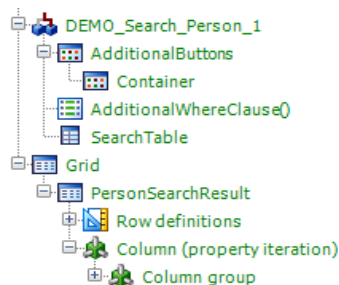 DEMO_Search_Person_1
AdditionalButtons
Container
AdditionalWhereClause()
SearchTable
Grid
PersonSearchResult
Row definitions
Column (property iteration)
Column group